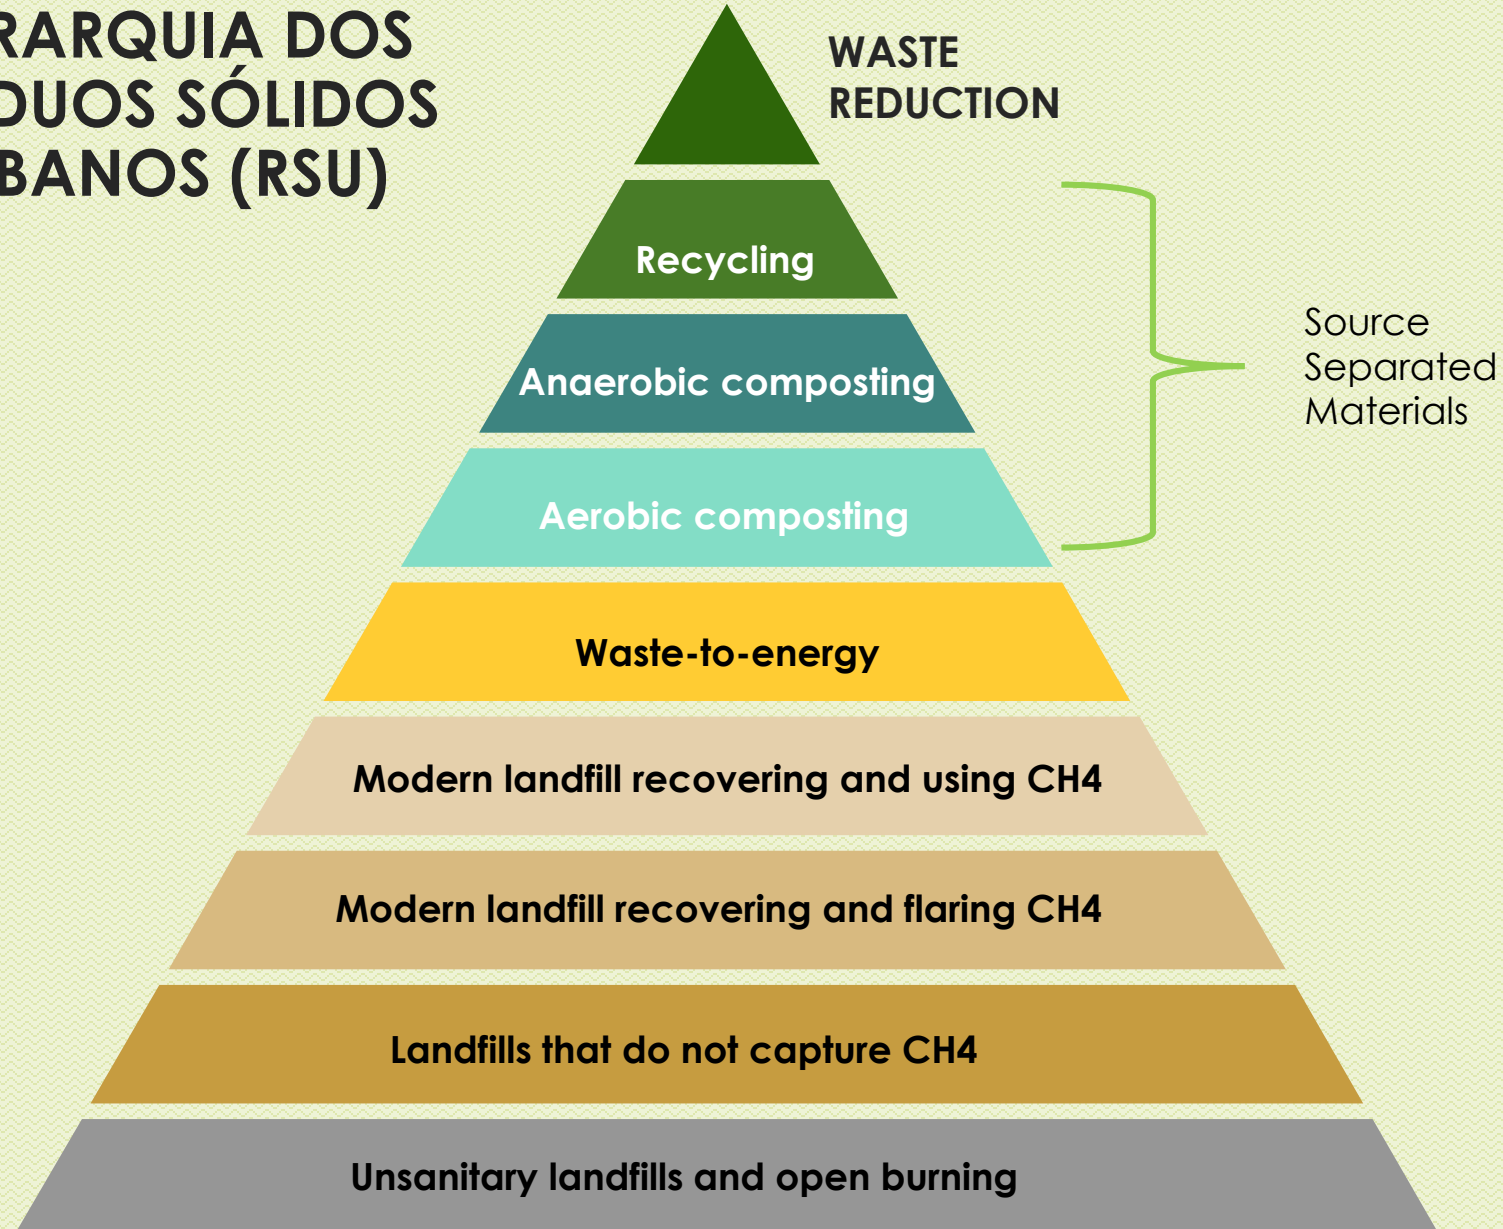 RARQUIA DOS
DUOS SÓLIDOS
BANOS (RSU)
WASTE
REDUCTION
Recycling
Anaerobic composting
Aerobic composting
Source
Separated
Materials
Waste-to-energy
Modern landfill recovering and using CH4
Modern landfill recovering and flaring CH4
Landfills that do not capture CH4
Unsanitary landfills and open burning